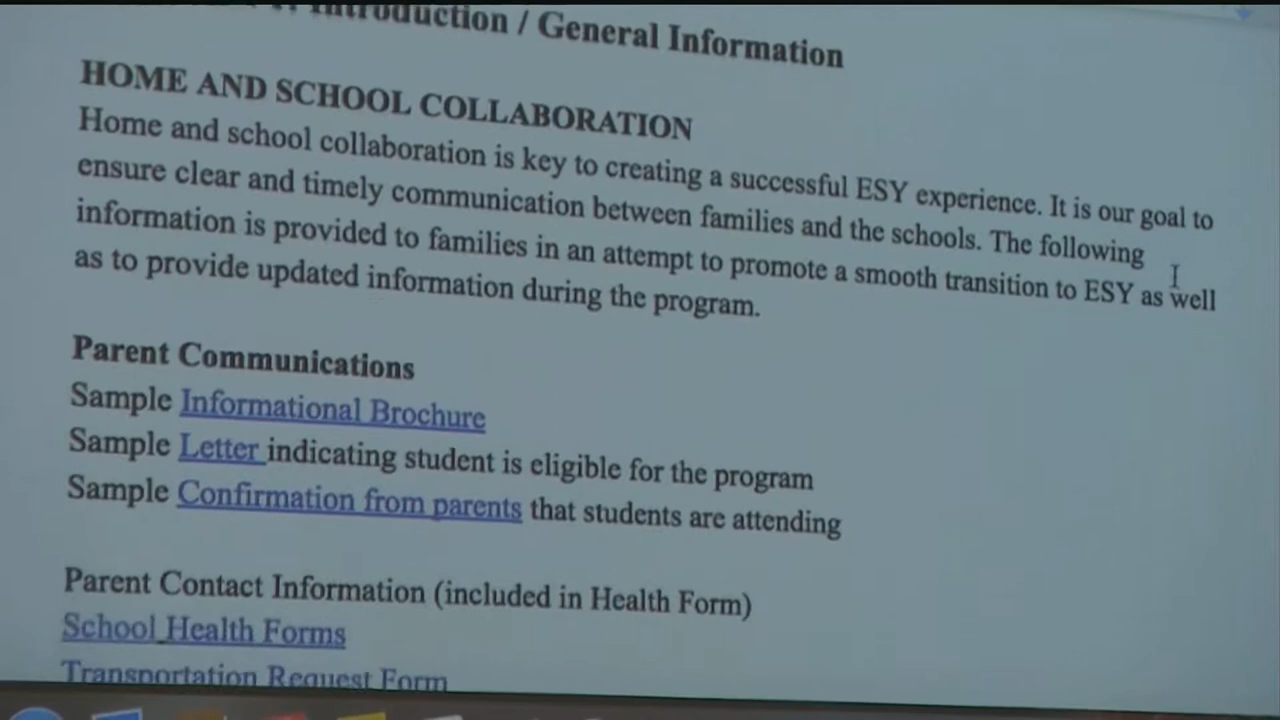 Introduction / General Information
HOME AND SCHOOL COLLABORATION
Home and school collaboration is key to creating a successful ESY experience. It is our goal to
ensure clear and timely communication between families and the schools. The following
information is provided to families in an attempt to promote a smooth transition to ESY as well
as to provide updated information during the program.
Parent Communications
Sample Informational Brochure
Sample Letter indicating student is eligible for the program
Sample Confirmation from parents that students are attending
Parent Contact Information (included in Health Form)
School Health Forms
Transportation Request Form